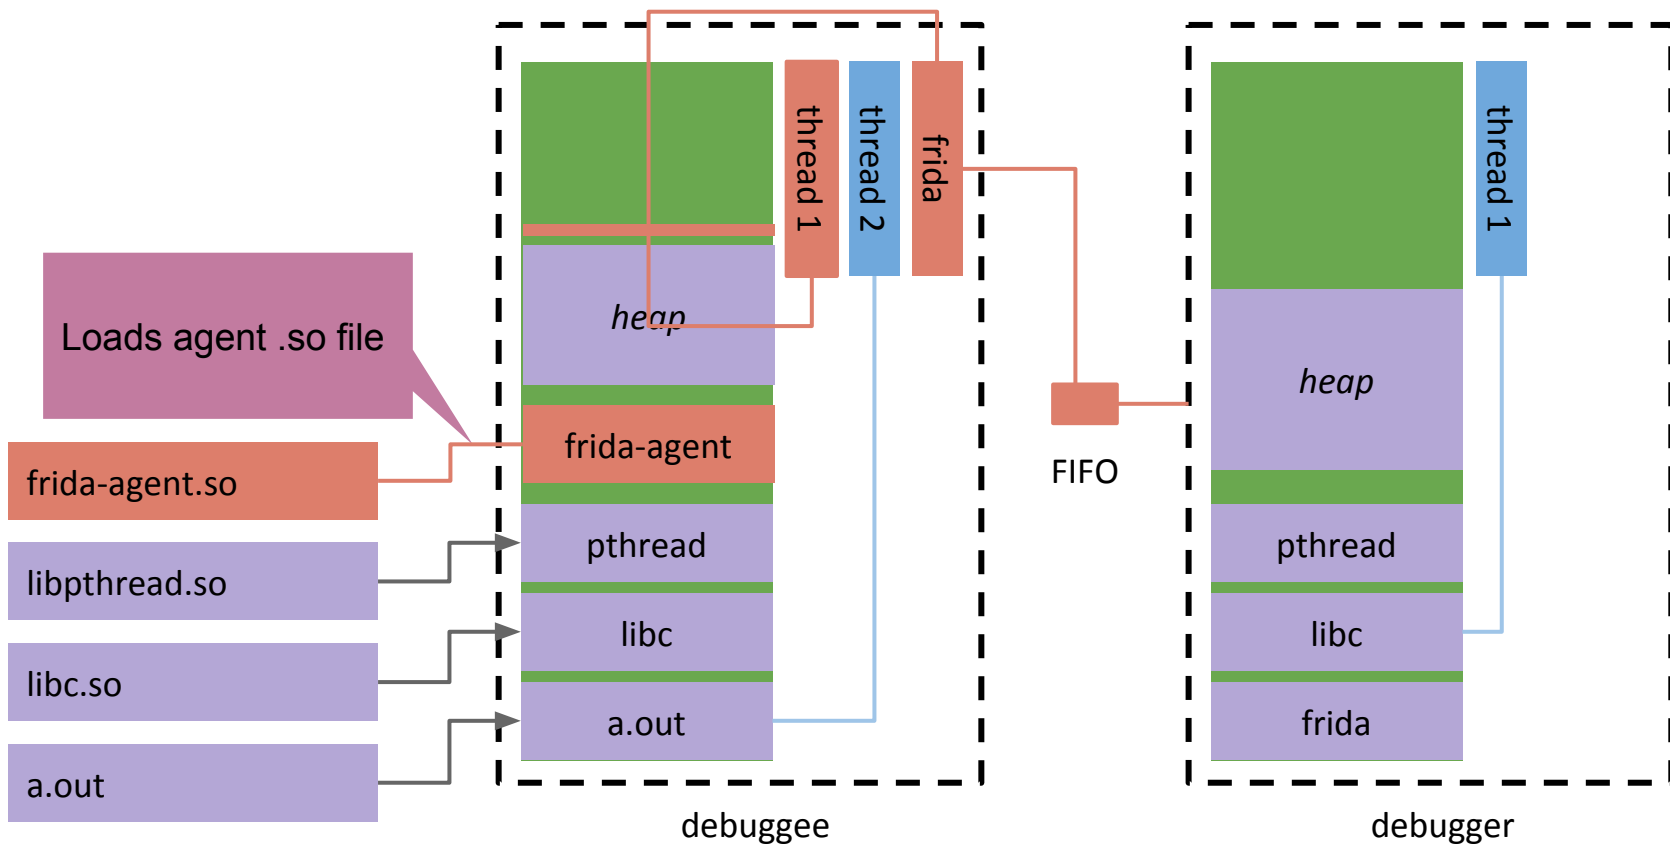 Loads agent .so file
frida-agent.so
libpthread.so
libc.so
a.out
heap
frida-agent
pthread
libc
a.out
thread 1
thread 2
frida
debuggee
FIFO
heap
pthread
libc
frida
thread 1
debugger